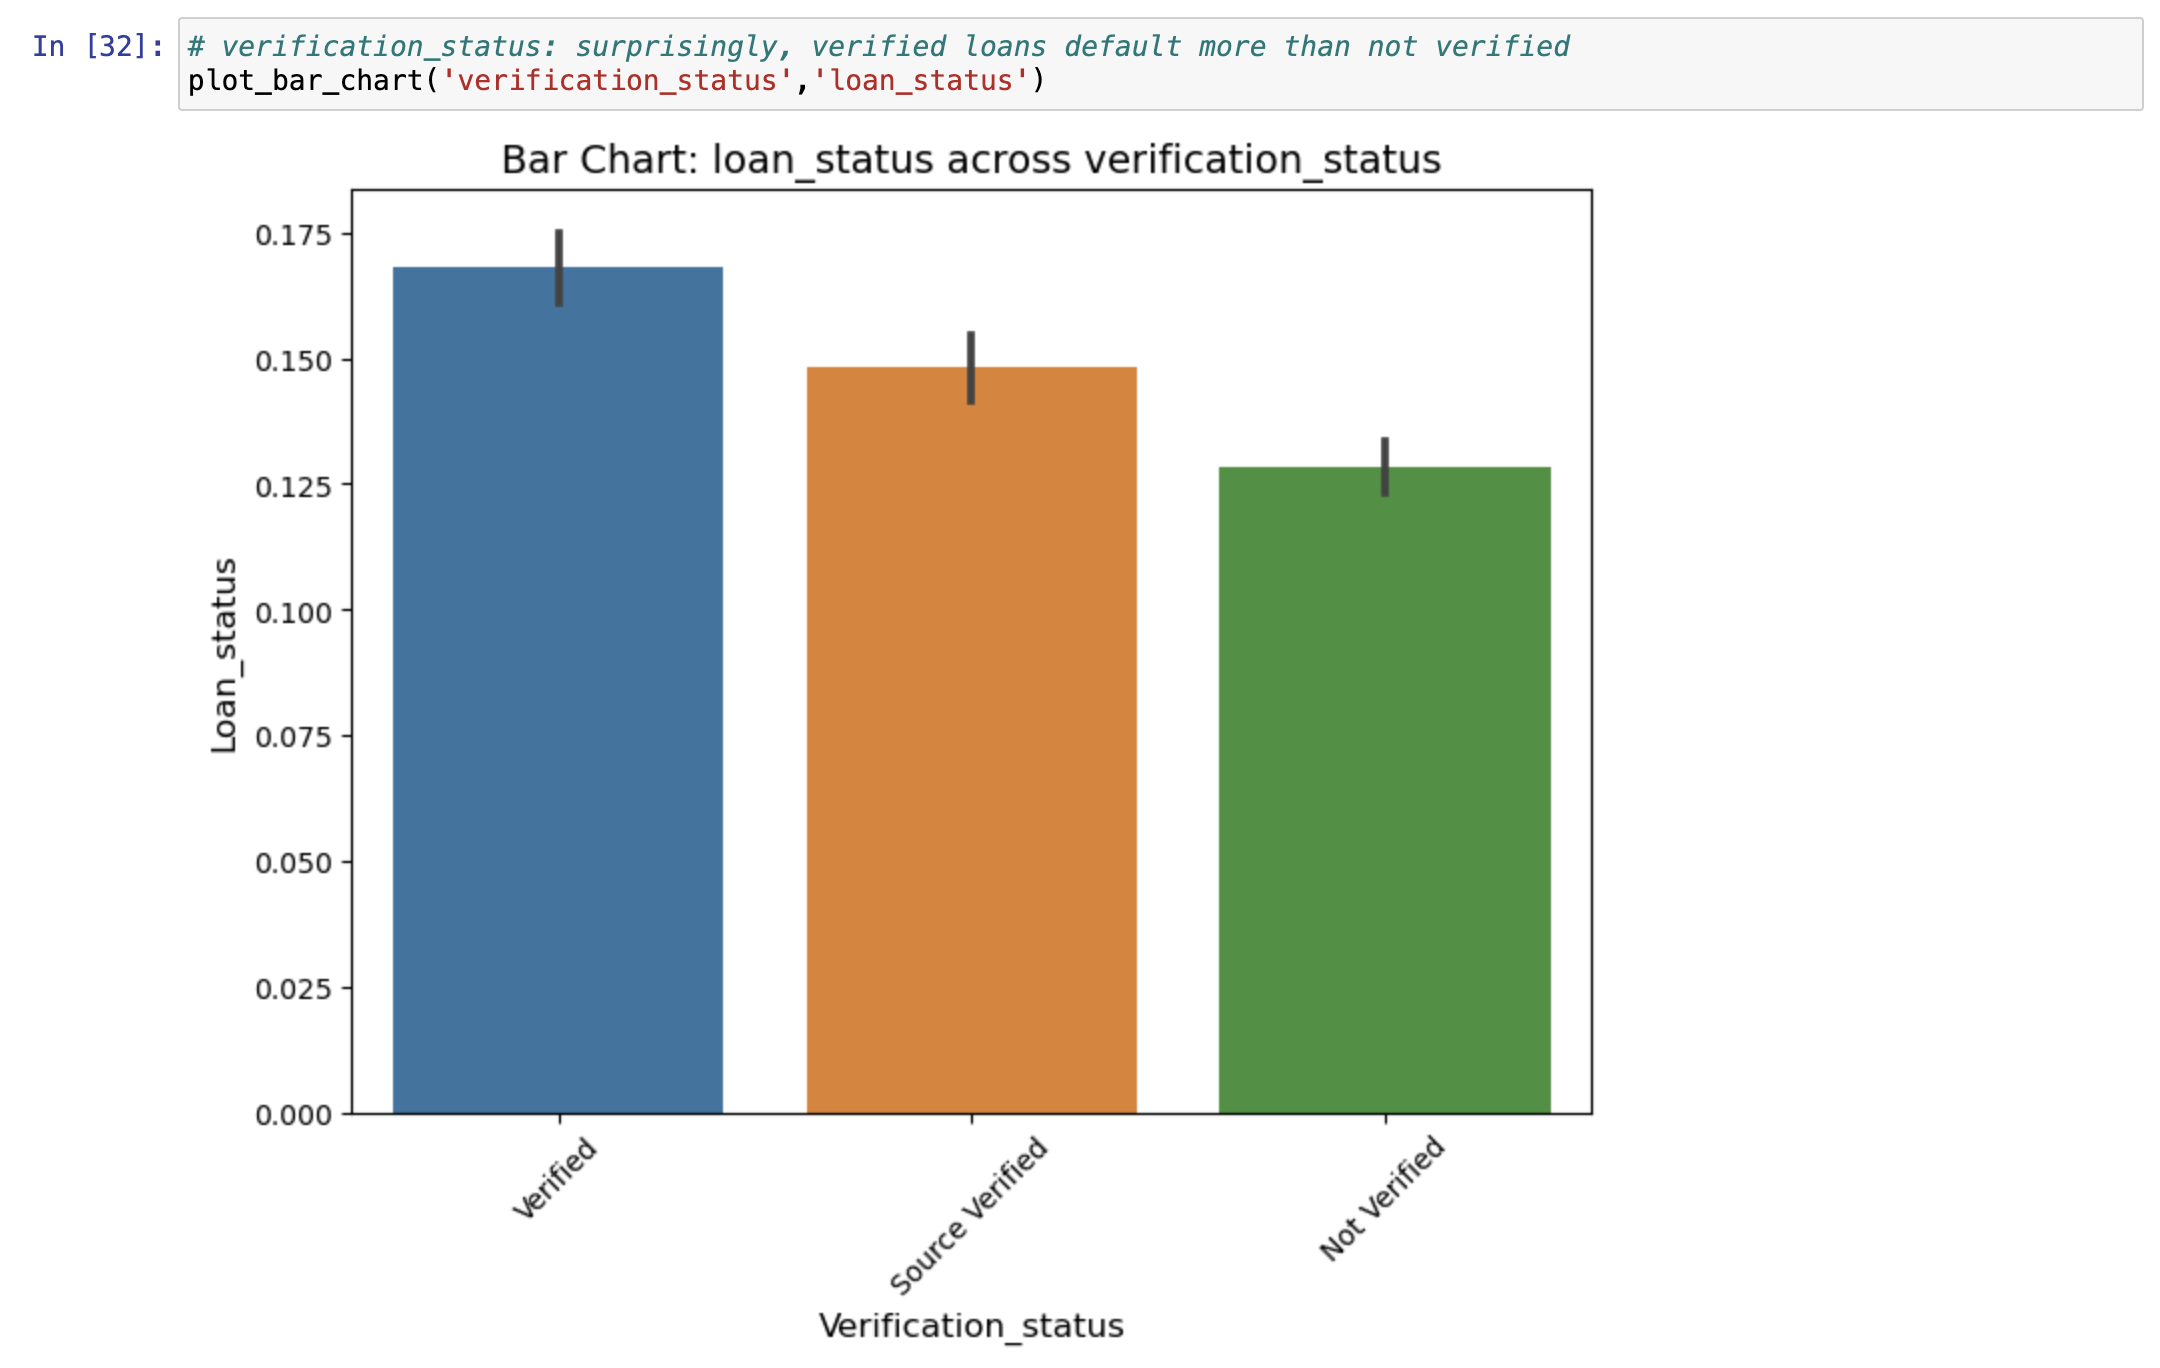 In [32]:
# verification_status: surprisingly, verified loans default more than not verified
plot_bar_chart('verification_status','loan_status')
Bar Chart: loan_status across verification_status
0.175
0.150
0.125
0.100
0.075
0.050
0.025
0.000
Loan_status
Verified
Source Verified
Not Verified
Verification_status